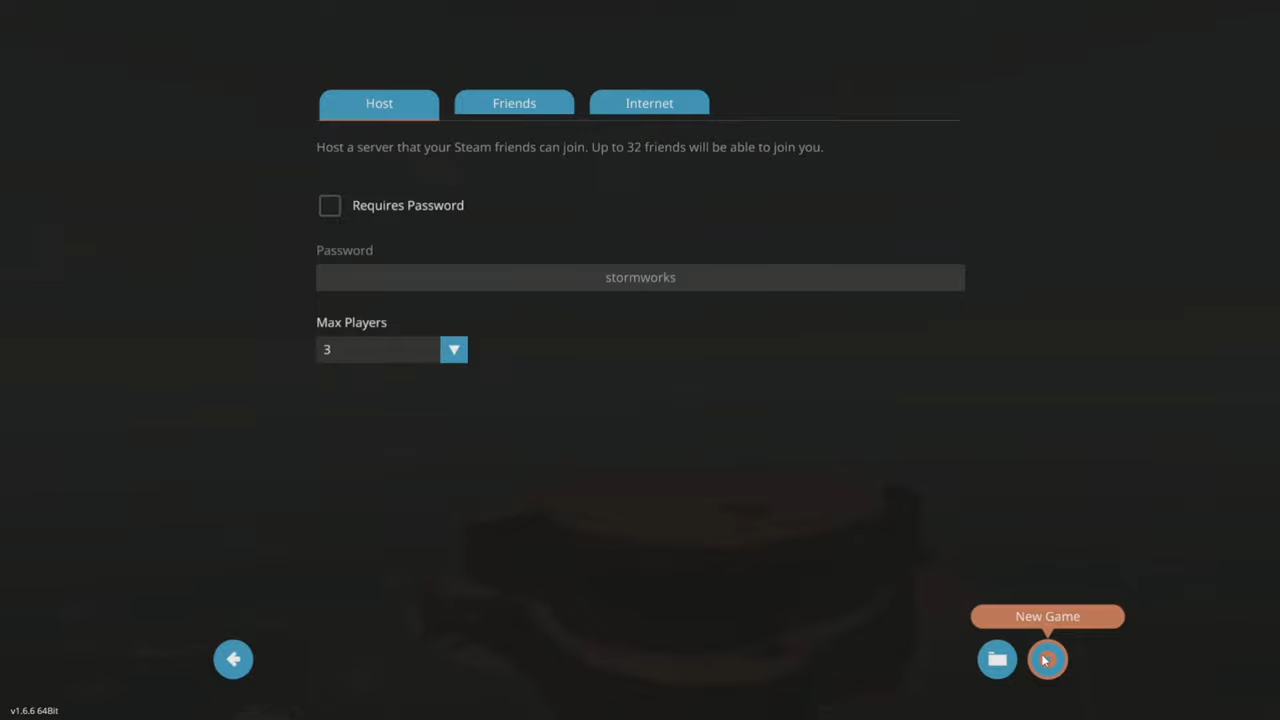 Host
Friends
Internet
Host a server that your Steam friends can join. Up to 32 friends will be able to join you.
Requires Password
Password
stormworks
Max Players
3
New Game
v1.6.6 64Bit